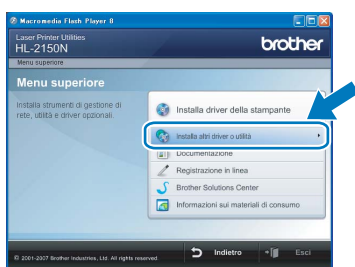 Macromedia Flash Player 8
Laser Printer Utilities
HL-2150N
brother
Menu superiore
Menu superiore
Installa strumenti di gestione di
rete, utilità e driver opzionali.
Installa driver della stampante
Installa altri driver o utilità
Documentazione
Registrazione in linea
Brother Solutions Center
Informazioni sui materiali di consumo
© 2001-2007 Brother Industries, Ltd. All rights reserved.
Indietro
Esci